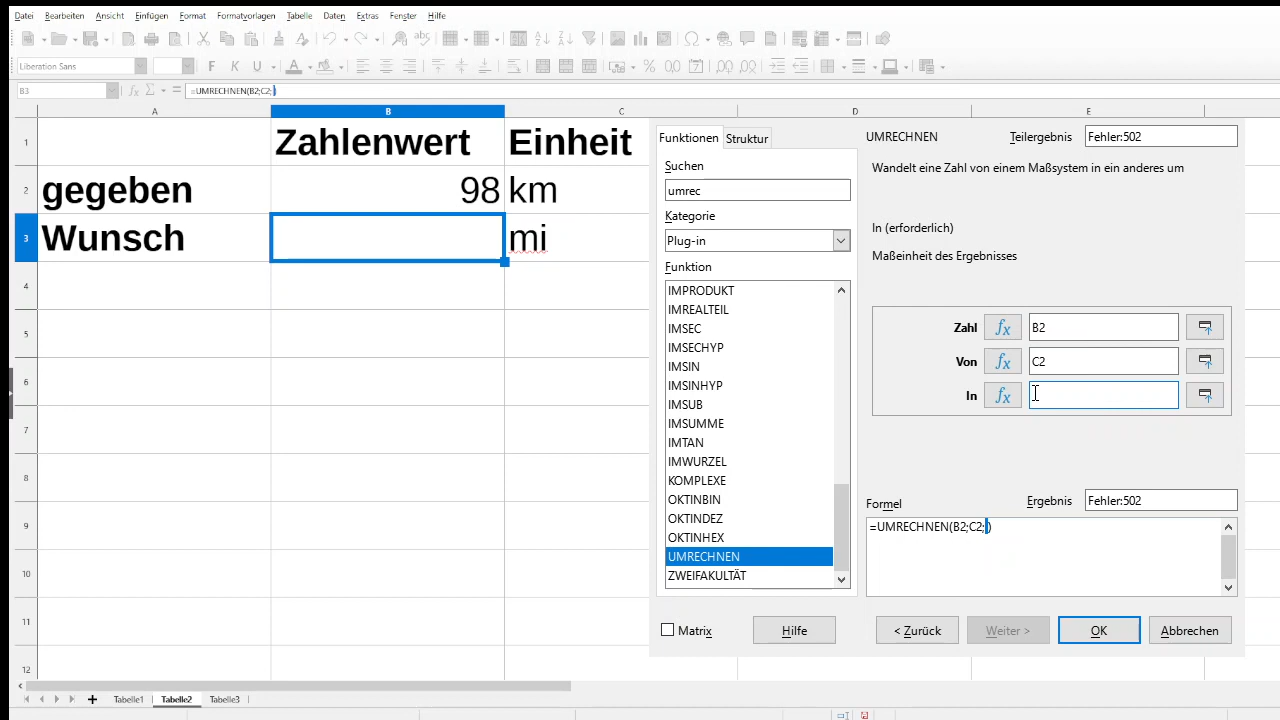 Datei Bearbeiten Ansicht Einfügen Format Formatvorlagen Tabelle Daten Extras Fenster Hilfe
Liberation Sans
B3 =UMRECHNEN(B2;C2;)
A B C D E
1 Zahlenwert Einheit
2 gegeben 98 km
3 Wunsch mi
4
5
6
7
8
9
10
11
12
Funktionen Struktur
Suchen
umrec
Kategorie
Plug-in
Funktion
IMPRODUKT
IMREALTEIL
IMSEC
IMSECHYP
IMSIN
IMSINHYP
IMSUB
IMSUMME
IMTAN
IMWURZEL
KOMPLEXE
OKTINBIN
OKTINDEZ
OKTINHEX
UMRECHNEN
ZWEIFAKULTÄT
UMRECHNEN Teilergebnis Fehler:502
Wandelt eine Zahl von einem Maßsystem in ein anderes um
In (erforderlich)
Maßeinheit des Ergebnisses
Zahl fx B2
Von fx C2
In fx
Formel Ergebnis Fehler:502
=UMRECHNEN(B2;C2;)
Matrix Hilfe < Zurück Weiter > OK Abbrechen
Tabelle1 Tabelle2 Tabelle3